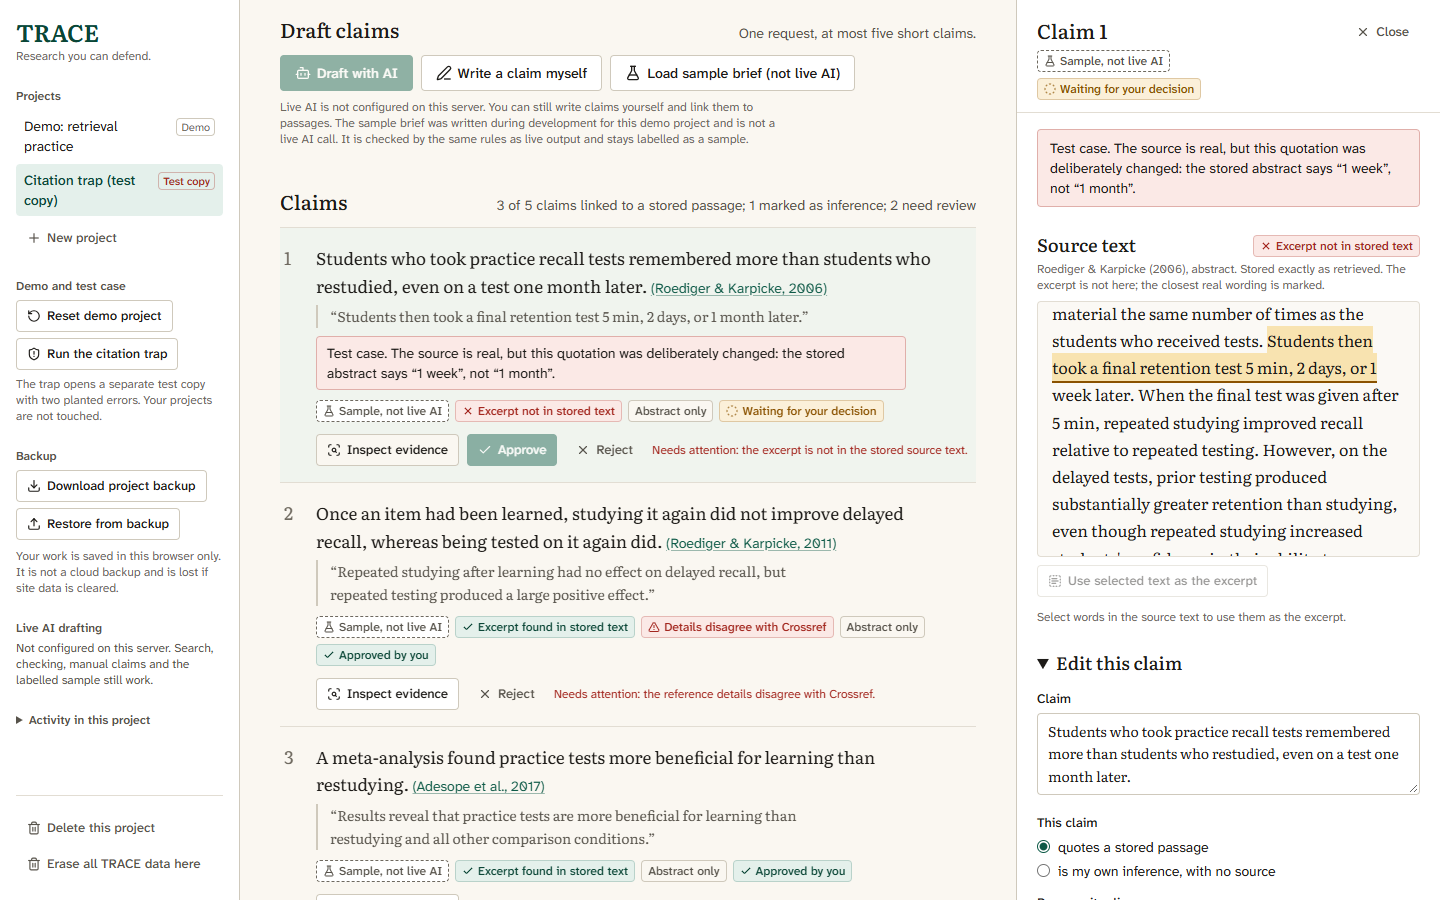 TRACE
Research you can defend.
Projects
Demo: retrieval
practice
Demo
Citation trap (test
copy)
Test copy
New project
Demo and test case
Reset demo project
Run the citation trap
The trap opens a separate test copy
with two planted errors. Your projects
are not touched.
Backup
Download project backup
Restore from backup
Your work is saved in this browser only.
It is not a cloud backup and is lost if
site data is cleared.
Live AI drafting
Not configured on this server. Search,
checking, manual claims and the
labelled sample still work.
Activity in this project
Delete this project
Erase all TRACE data here
Draft claims
One request, at most five short claims.
Draft with AI
Write a claim myself
Load sample brief (not live AI)
Live AI is not configured on this server. You can still write claims yourself and link them to
passages. The sample brief was written during development for this demo project and is not a
live AI call. It is checked by the same rules as live output and stays labelled as a sample.
Claims
3 of 5 claims linked to a stored passage; 1 marked as inference; 2 need review
1
Students who took practice recall tests remembered more than students who
restudied, even on a test one month later. (Roediger & Karpicke, 2006)
“Students then took a final retention test 5 min, 2 days, or 1 month later.”
Test case. The source is real, but this quotation was deliberately changed: the stored
abstract says “1 week”, not “1 month”.
Sample, not live AI
Excerpt not in stored text
Abstract only
Waiting for your decision
Inspect evidence
Approve
Reject
Needs attention: the excerpt is not in the stored source text.
2
Once an item had been learned, studying it again did not improve delayed
recall, whereas being tested on it again did. (Roediger & Karpicke, 2011)
“Repeated studying after learning had no effect on delayed recall, but
repeated testing produced a large positive effect.”
Sample, not live AI
Excerpt found in stored text
Details disagree with Crossref
Abstract only
Approved by you
Inspect evidence
Reject
Needs attention: the reference details disagree with Crossref.
3
A meta-analysis found practice tests more beneficial for learning than
restudying. (Adesope et al., 2017)
“Results reveal that practice tests are more beneficial for learning than
restudying and all other comparison conditions.”
Sample, not live AI
Excerpt found in stored text
Abstract only
Approved by you
Claim 1
Close
Sample, not live AI
Waiting for your decision
Test case. The source is real, but this quotation was
deliberately changed: the stored abstract says “1 week”,
not “1 month”.
Source text
Excerpt not in stored text
Roediger & Karpicke (2006), abstract. Stored exactly as retrieved. The
excerpt is not here; the closest real wording is marked.
material the same number of times as the
students who received tests. Students then
took a final retention test 5 min, 2 days, or 1
week later. When the final test was given after
5 min, repeated studying improved recall
relative to repeated testing. However, on the
delayed tests, prior testing produced
substantially greater retention than studying,
even though repeated studying increased
Use selected text as the excerpt
Select words in the source text to use them as the excerpt.
Edit this claim
Claim
Students who took practice recall tests remembered
more than students who restudied, even on a test one
month later.
This claim
quotes a stored passage
is my own inference, with no source